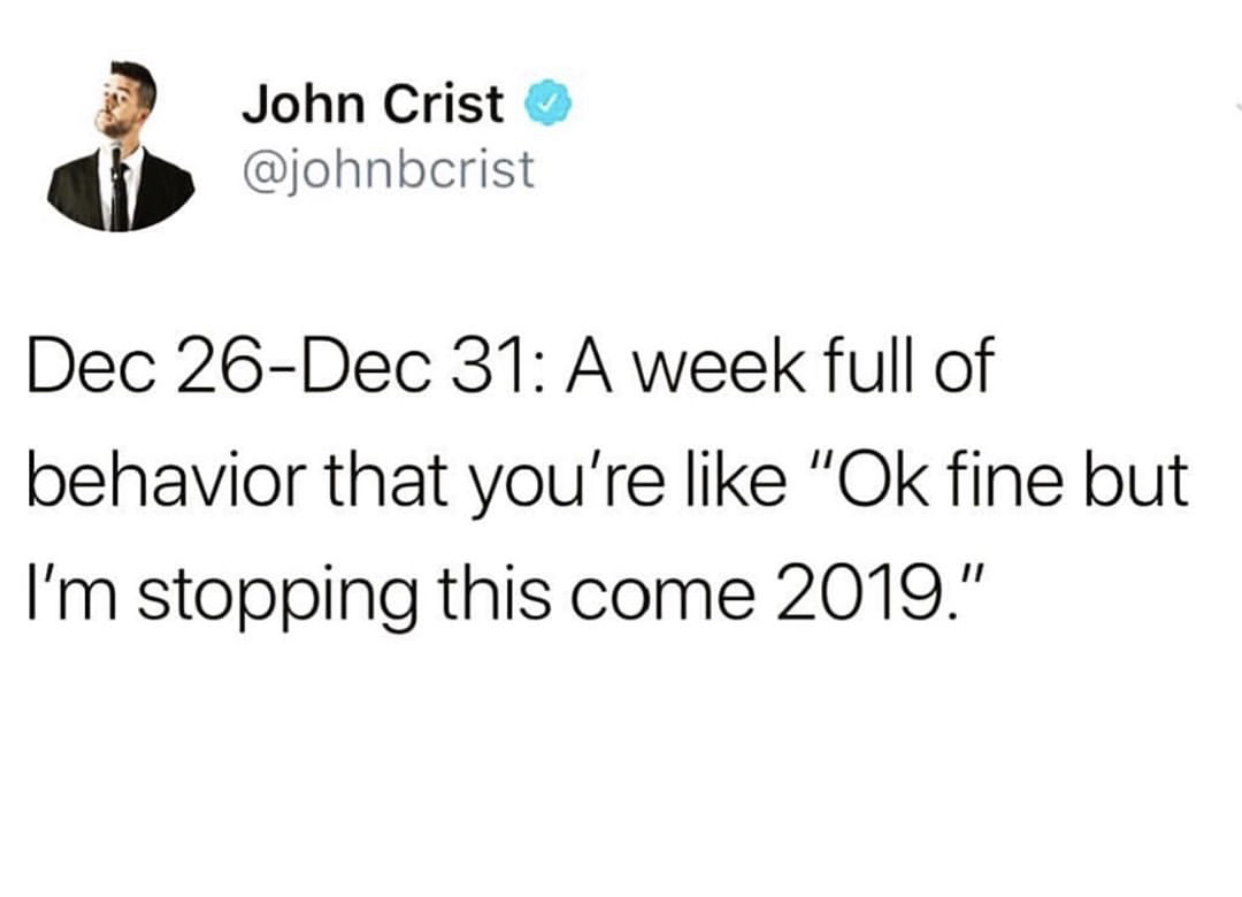 John Crist
@johnbcrist
Dec 26-Dec 31: A week full of
behavior that you're like "Ok fine but
I'm stopping this come 2019."